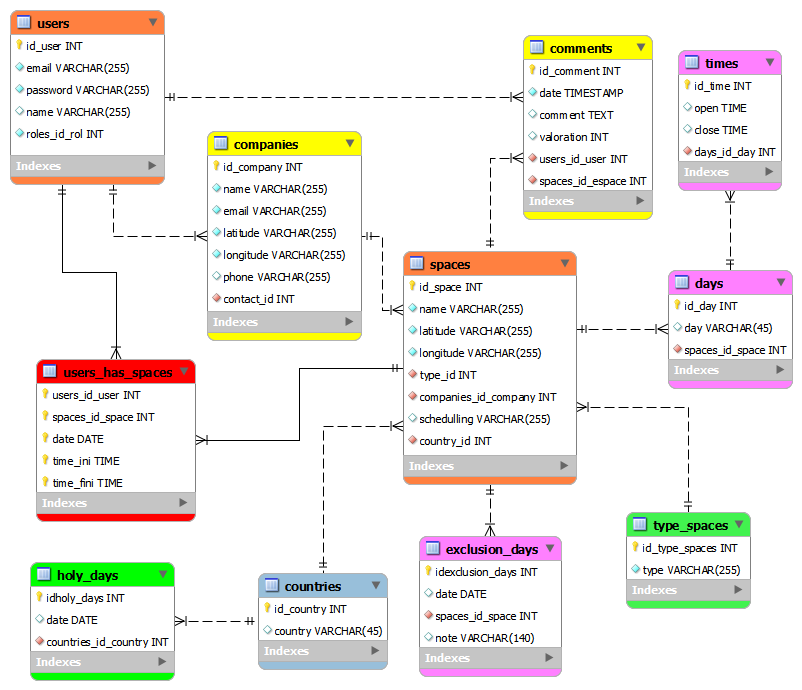 users
id_user INT
email VARCHAR(255)
password VARCHAR(255)
name VARCHAR(255)
roles_id_rol INT
Indexes
companies
id_company INT
name VARCHAR(255)
email VARCHAR(255)
latitude VARCHAR(255)
longitude VARCHAR(255)
phone VARCHAR(255)
contact_id INT
Indexes
comments
id_comment INT
date TIMESTAMP
comment TEXT
valoration INT
users_id_user INT
spaces_id_espace INT
Indexes
times
id_time INT
open TIME
close TIME
days_id_day INT
Indexes
spaces
id_space INT
name VARCHAR(255)
latitude VARCHAR(255)
longitude VARCHAR(255)
type_id INT
companies_id_company INT
schedulling VARCHAR(255)
country_id INT
Indexes
days
id_day INT
day VARCHAR(45)
spaces_id_space INT
Indexes
users_has_spaces
users_id_user INT
spaces_id_space INT
date DATE
time_ini TIME
time_fini TIME
Indexes
type_spaces
id_type_spaces INT
type VARCHAR(255)
Indexes
exclusion_days
idexclusion_days INT
date DATE
spaces_id_space INT
note VARCHAR(140)
Indexes
holy_days
idholy_days INT
date DATE
countries_id_country INT
Indexes
countries
id_country INT
country VARCHAR(45)
Indexes